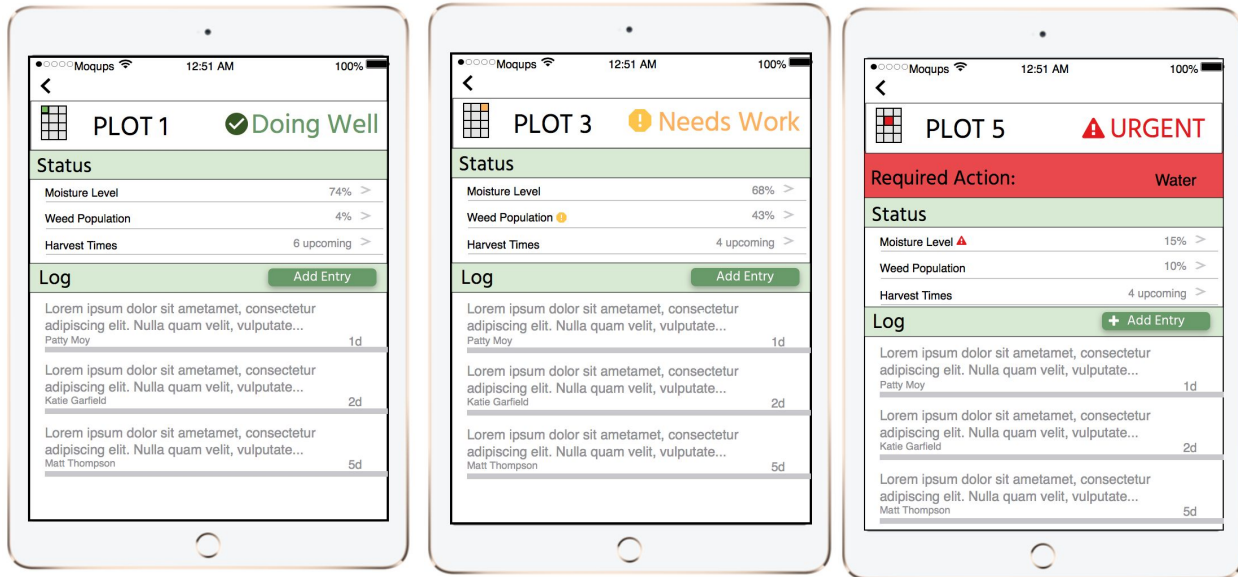 Moqups 12:51 AM 100%
PLOT 1 Doing Well
Status
Moisture Level 74% >
Weed Population 4% >
Harvest Times 6 upcoming >
Log Add Entry
Lorem ipsum dolor sit ametamet, consectetur
adipiscing elit. Nulla quam velit, vulputate...
Patty Moy 1d
Lorem ipsum dolor sit ametamet, consectetur
adipiscing elit. Nulla quam velit, vulputate...
Katie Garfield 2d
Lorem ipsum dolor sit ametamet, consectetur
adipiscing elit. Nulla quam velit, vulputate...
Matt Thompson 5d
Moqups 12:51 AM 100%
PLOT 3 Needs Work
Status
Moisture Level 68% >
Weed Population 43% >
Harvest Times 4 upcoming >
Log Add Entry
Lorem ipsum dolor sit ametamet, consectetur
adipiscing elit. Nulla quam velit, vulputate...
Patty Moy 1d
Lorem ipsum dolor sit ametamet, consectetur
adipiscing elit. Nulla quam velit, vulputate...
Katie Garfield 2d
Lorem ipsum dolor sit ametamet, consectetur
adipiscing elit. Nulla quam velit, vulputate...
Matt Thompson 5d
Moqups 12:51 AM 100%
PLOT 5 URGENT
Required Action: Water
Status
Moisture Level 15% >
Weed Population 10% >
Harvest Times 4 upcoming >
Log + Add Entry
Lorem ipsum dolor sit ametamet, consectetur
adipiscing elit. Nulla quam velit, vulputate...
Patty Moy 1d
Lorem ipsum dolor sit ametamet, consectetur
adipiscing elit. Nulla quam velit, vulputate...
Katie Garfield 2d
Lorem ipsum dolor sit ametamet, consectetur
adipiscing elit. Nulla quam velit, vulputate...
Matt Thompson 5d